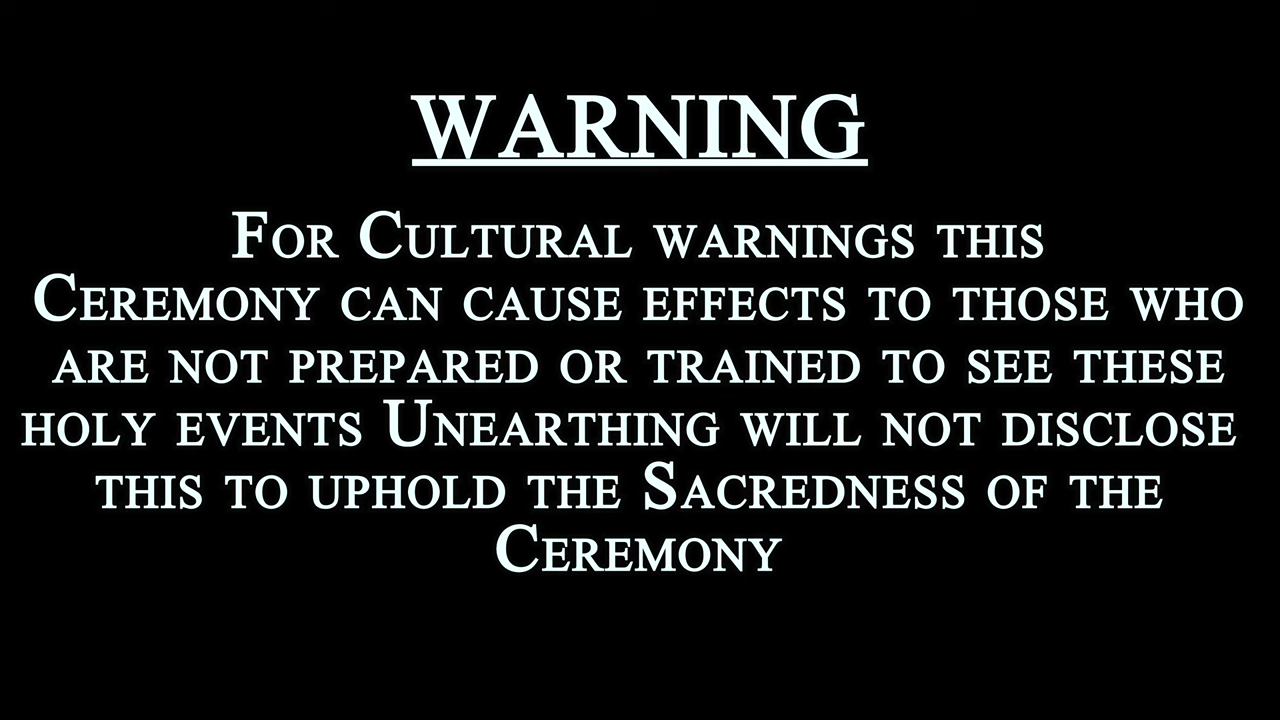 WARNING
For Cultural warnings this
Ceremony can cause effects to those who
are not prepared or trained to see these
holy events Unearthing will not disclose
this to uphold the Sacredness of the
Ceremony